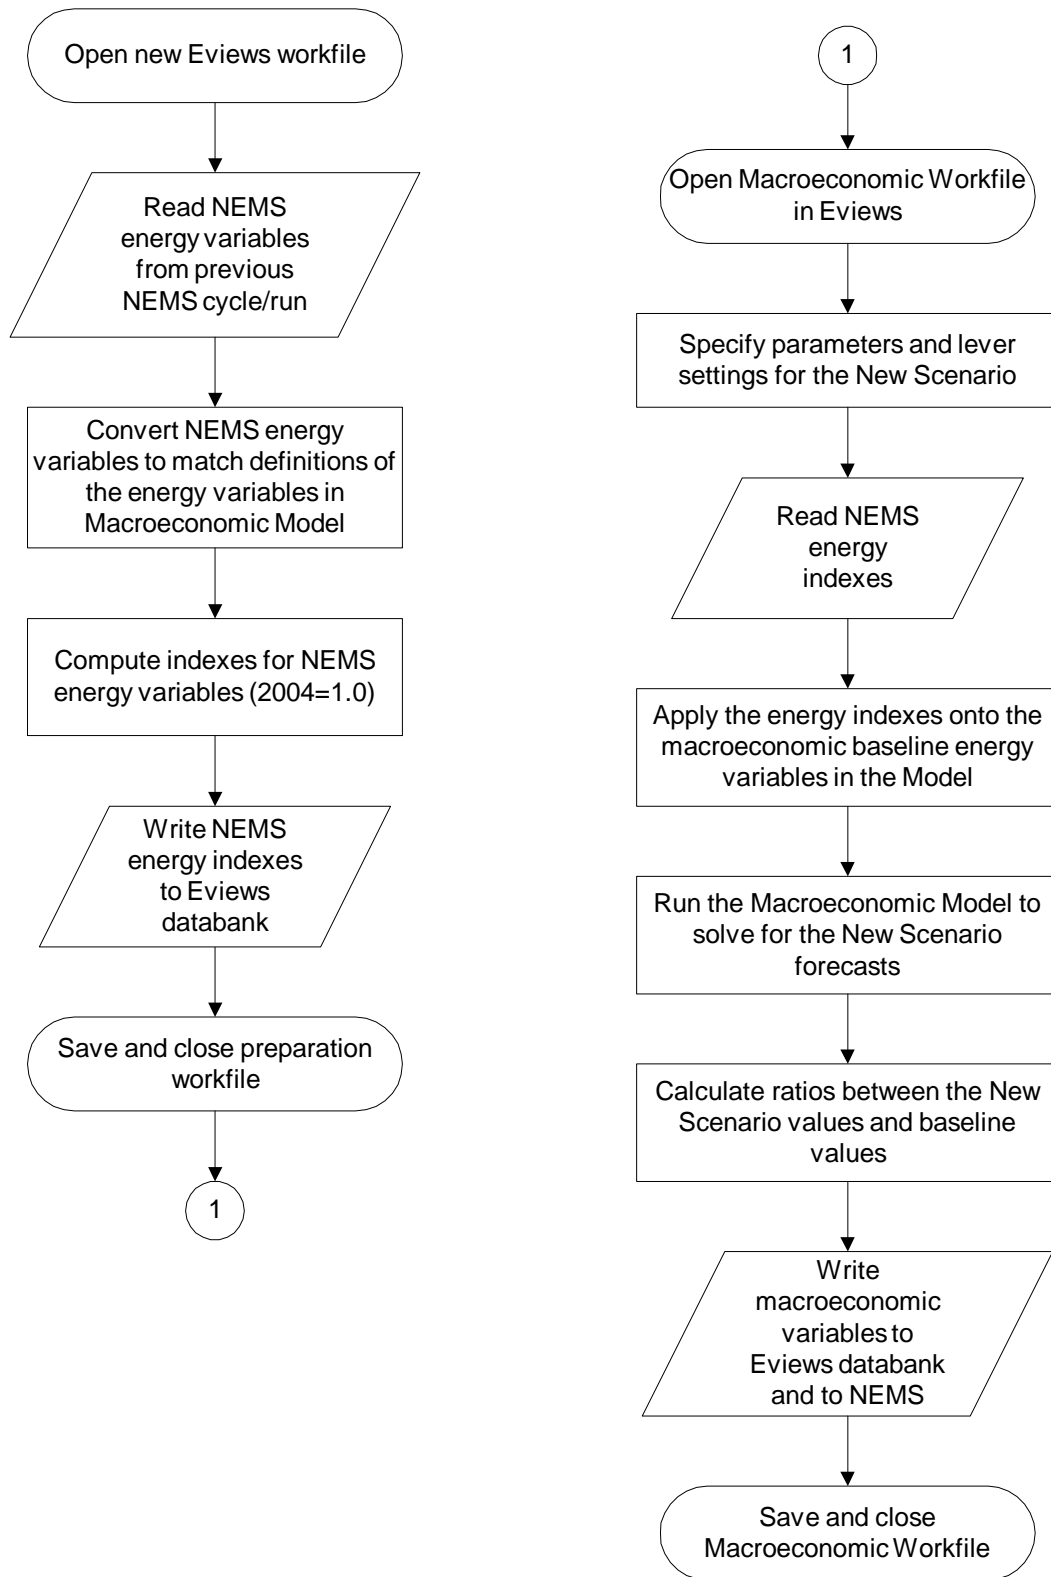 Open new Eviews workfile
Read NEMS
energy variables
from previous
NEMS cycle/run
Convert NEMS energy
variables to match definitions of
the energy variables in
Macroeconomic Model
Compute indexes for NEMS
energy variables (2004=1.0)
Write NEMS
energy indexes
to Eviews
databank
Save and close preparation
workfile
1
1
Open Macroeconomic Workfile
in Eviews
Specify parameters and lever
settings for the New Scenario
Read NEMS
energy
indexes
Apply the energy indexes onto the
macroeconomic baseline energy
variables in the Model
Run the Macroeconomic Model to
solve for the New Scenario
forecasts
Calculate ratios between the New
Scenario values and baseline
values
Write
macroeconomic
variables to
Eviews databank
and to NEMS
Save and close
Macroeconomic Workfile